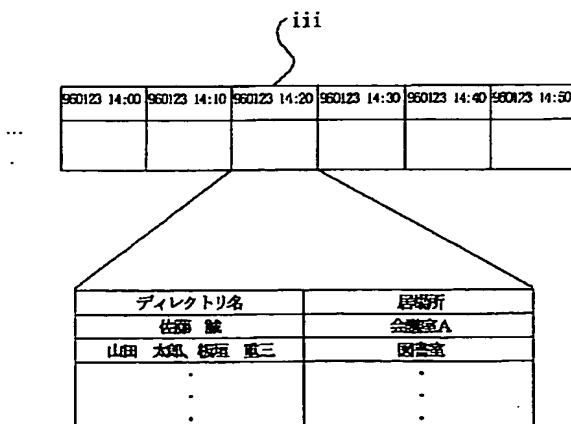 iii
960123 14:00 960123 14:10 960123 14:20 960123 14:30 960123 14:40 960123 14:50
...
.
ディレクトリ名 居場所
佐藤 誠 会議室A
山田 太郎、板垣 重三 図書室